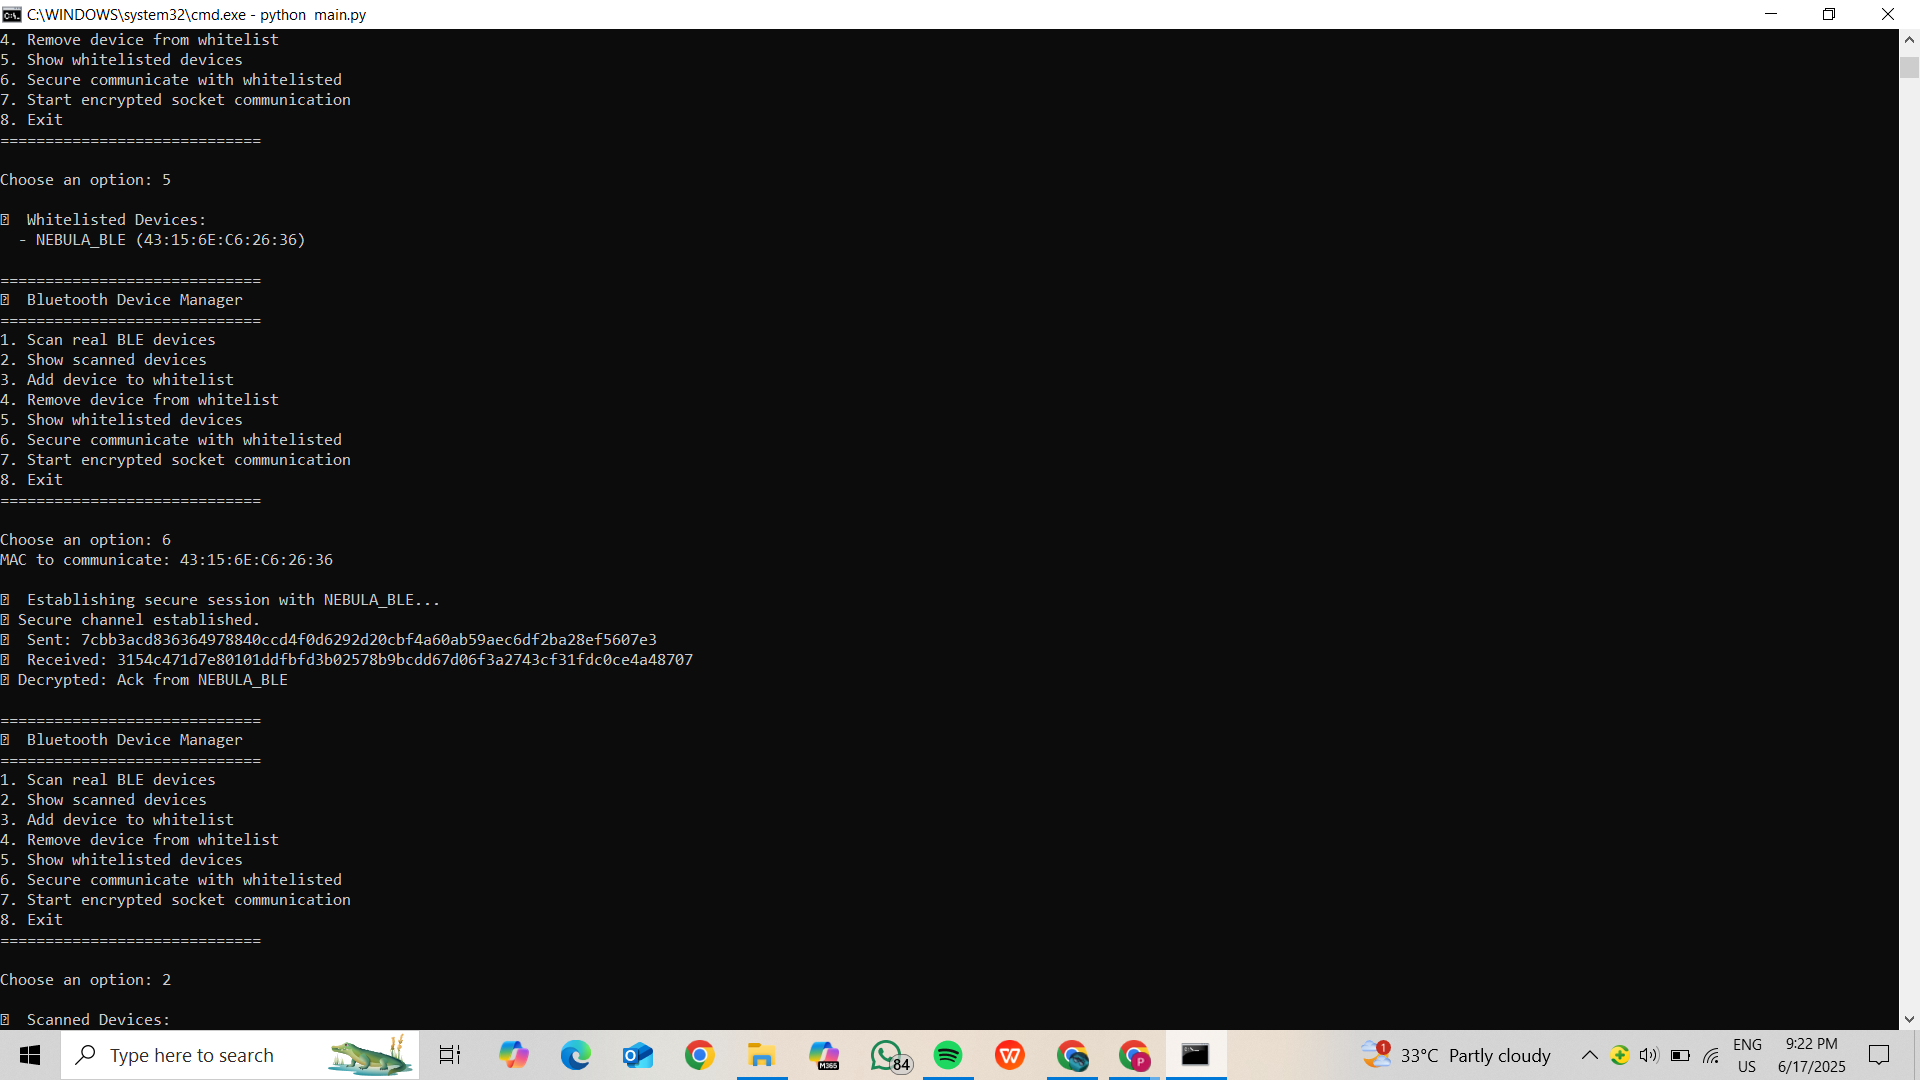 C:\WINDOWS\system32\cmd.exe - python  main.py
4. Remove device from whitelist
5. Show whitelisted devices
6. Secure communicate with whitelisted
7. Start encrypted socket communication
8. Exit
=============================
Choose an option: 5
Whitelisted Devices:
- NEBULA_BLE (43:15:6E:C6:26:36)
=============================
Bluetooth Device Manager
=============================
1. Scan real BLE devices
2. Show scanned devices
3. Add device to whitelist
4. Remove device from whitelist
5. Show whitelisted devices
6. Secure communicate with whitelisted
7. Start encrypted socket communication
8. Exit
=============================
Choose an option: 6
MAC to communicate: 43:15:6E:C6:26:36
Establishing secure session with NEBULA_BLE...
Secure channel established.
Sent: 7cbb3acd836364978840ccd4f0d6292d20cbf4a60ab59aec6df2ba28ef5607e3
Received: 3154c471d7e80101ddfbfd3b02578b9bcdd67d06f3a2743cf31fdc0ce4a48707
Decrypted: Ack from NEBULA_BLE
=============================
Bluetooth Device Manager
=============================
1. Scan real BLE devices
2. Show scanned devices
3. Add device to whitelist
4. Remove device from whitelist
5. Show whitelisted devices
6. Secure communicate with whitelisted
7. Start encrypted socket communication
8. Exit
=============================
Choose an option: 2
Scanned Devices:
Type here to search
M365
84
P
1
33°C Partly cloudy
ENG
US
9:22 PM
6/17/2025